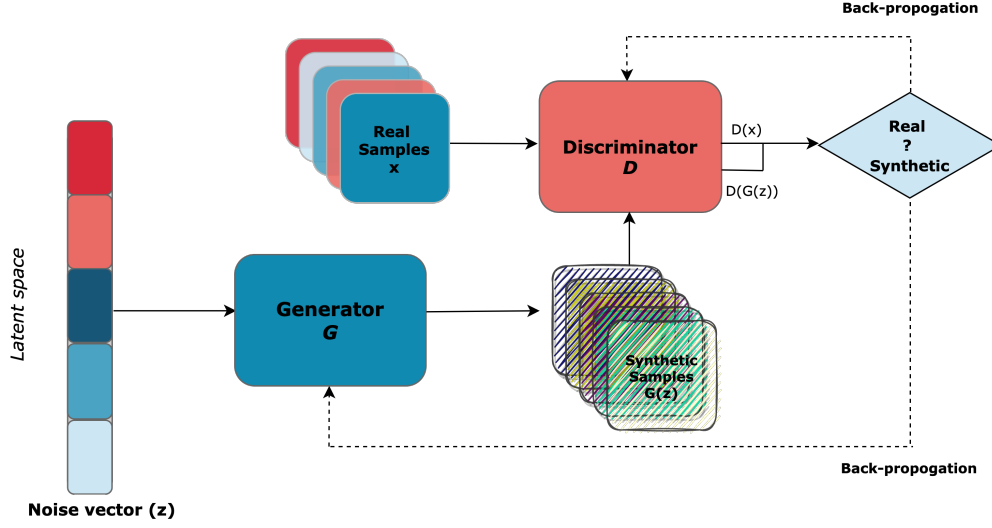 Back-propogation
Real
Samples
x
Discriminator
D
D(x)
D(G(z))
Real
?
Synthetic
Latent space
Generator
G
Synthetic
Samples
G(z)
Back-propogation
Noise vector (z)